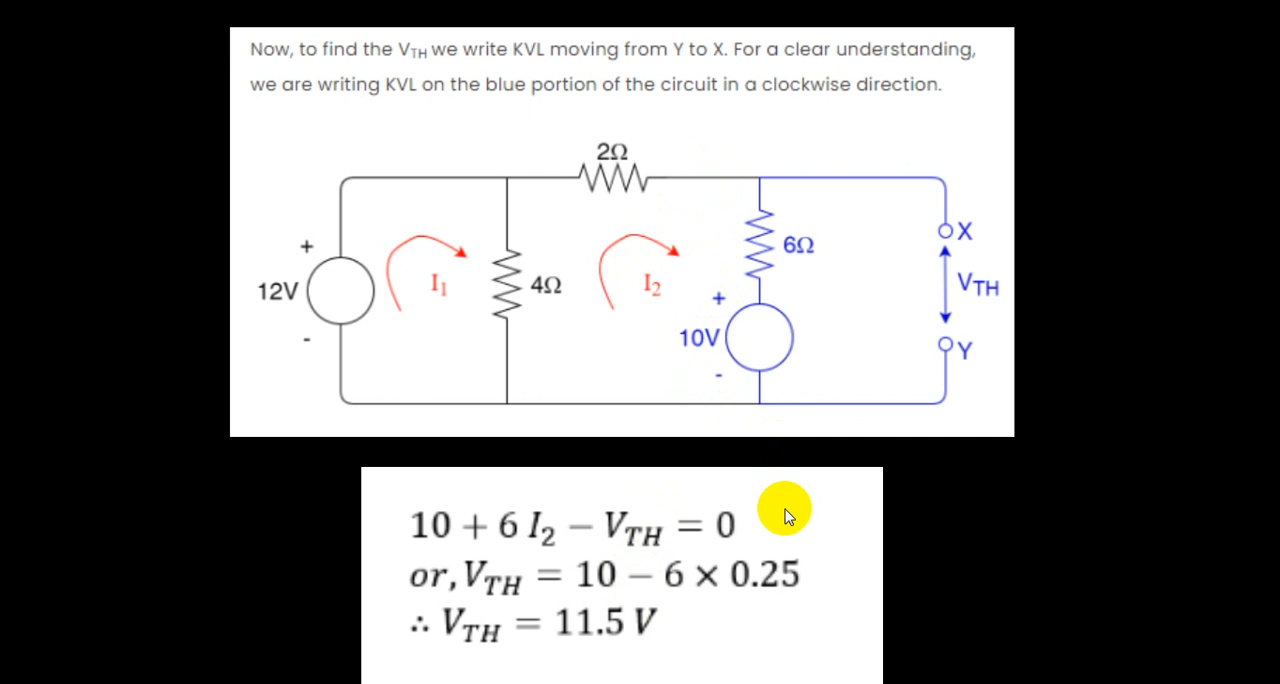 Now, to find the VTH we write KVL moving from Y to X. For a clear understanding,
we are writing KVL on the blue portion of the circuit in a clockwise direction.
2Ω
X
+
6Ω
12V
I1
4Ω
I2
VTH
+
10V
-
Y
-
10 + 6 I2 − VTH = 0
or, VTH = 10 − 6 × 0.25
∴ VTH = 11.5 V